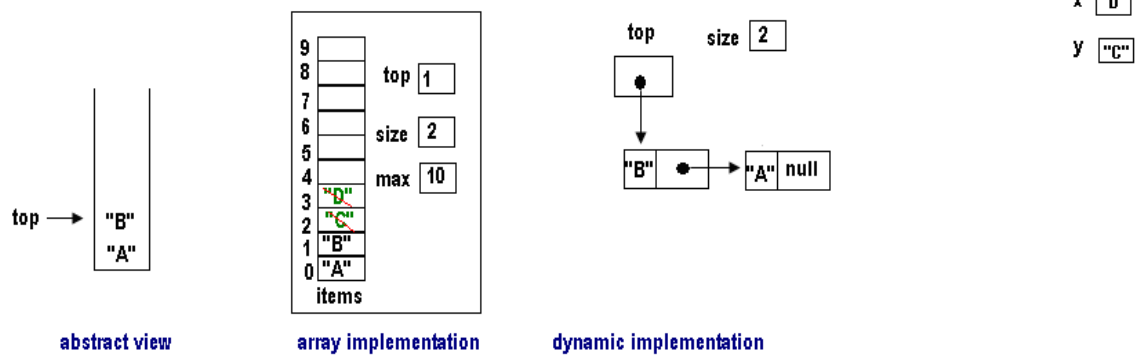 top
"B"
"A"
abstract view
9
8
7
6
5
4
3
2
1
0
"D"
"C"
"B"
"A"
items
top 1
size 2
max 10
array implementation
top
size 2
"B"
"A" null
dynamic implementation
y "C"